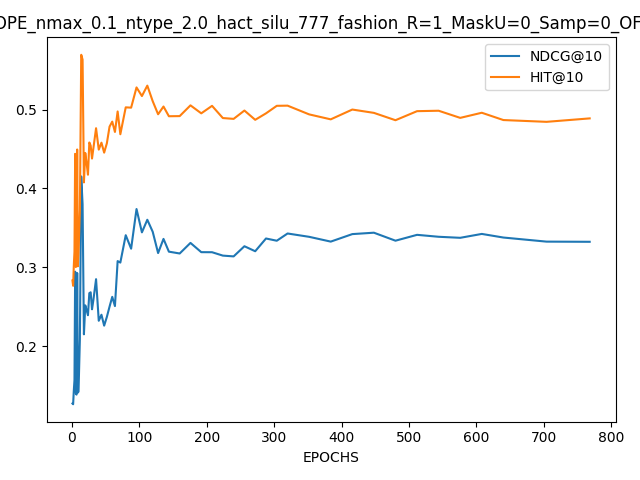 OPE_nmax_0.1_ntype_2.0_hact_silu_777_fashion_R=1_MaskU=0_Samp=0_OF
NDCG@10
HIT@10
0.5
0.4
0.3
0.2
0 100 200 300 400 500 600 700 800
EPOCHS